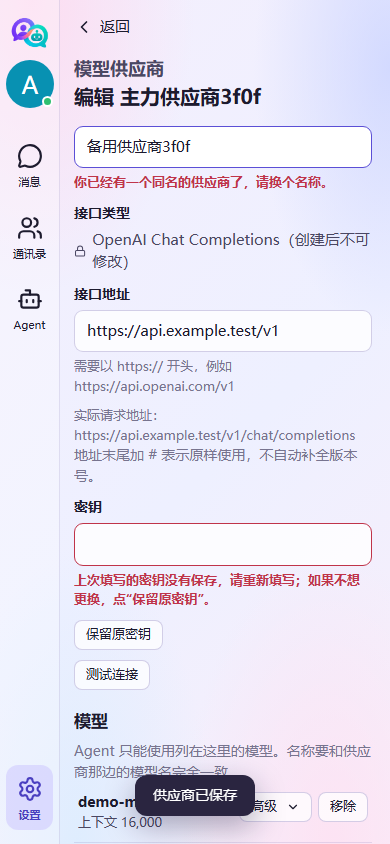 返回
模型供应商
编辑 主力供应商3f0f
A
备用供应商3f0f
你已经有一个同名的供应商了，请换个名称。
消息
接口类型
OpenAI Chat Completions（创建后不可
修改）
通讯录
接口地址
Agent
https://api.example.test/v1
需要以 https:// 开头，例如
https://api.openai.com/v1
实际请求地址：
https://api.example.test/v1/chat/completions
地址末尾加 # 表示原样使用，不自动补全版本
号。
密钥
上次填写的密钥没有保存，请重新填写；如果不想
更换，点“保留原密钥”。
保留原密钥
测试连接
模型
Agent 只能使用列在这里的模型。名称要和供应
商那边的模型名完全一致
供应商已保存
高级
移除
上下文 16,000
设置